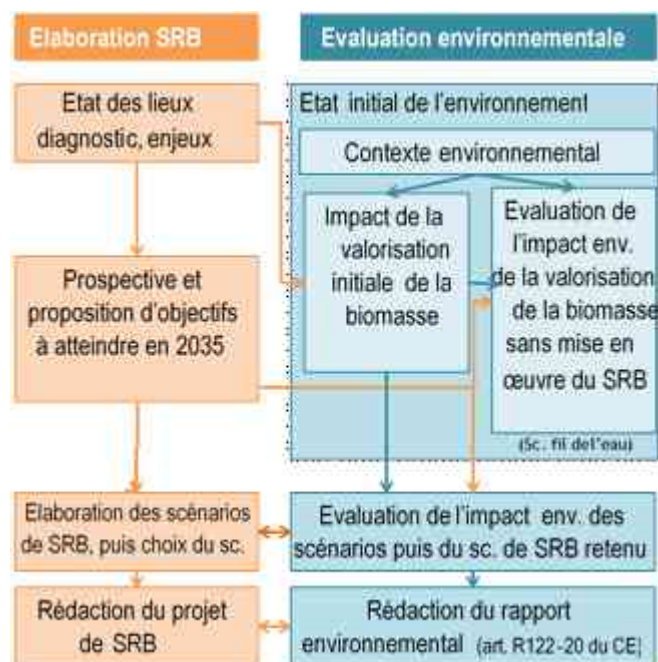 Elaboration SRB
Evaluation environnementale
Etat des lieux
diagnostic, enjeux
Prospective et
proposition d'objectifs
à atteindre en 2035
Elaboration des scénarios
de SRB, puis choix du sc.
Rédaction du projet
de SRB
Etat initial de l'environnement
Contexte environnemental
Impact de la
valorisation
initiale de la
biomasse
Evaluation de
l'impact env.
de la valorisation
de la biomasse
sans mise en
œuvre du SRB
(Sc. fil de l'eau)
Evaluation de l'impact env. des
scénarios puis du sc. de SRB retenu
Rédaction du rapport
environnemental (art. R122-20 du CE)